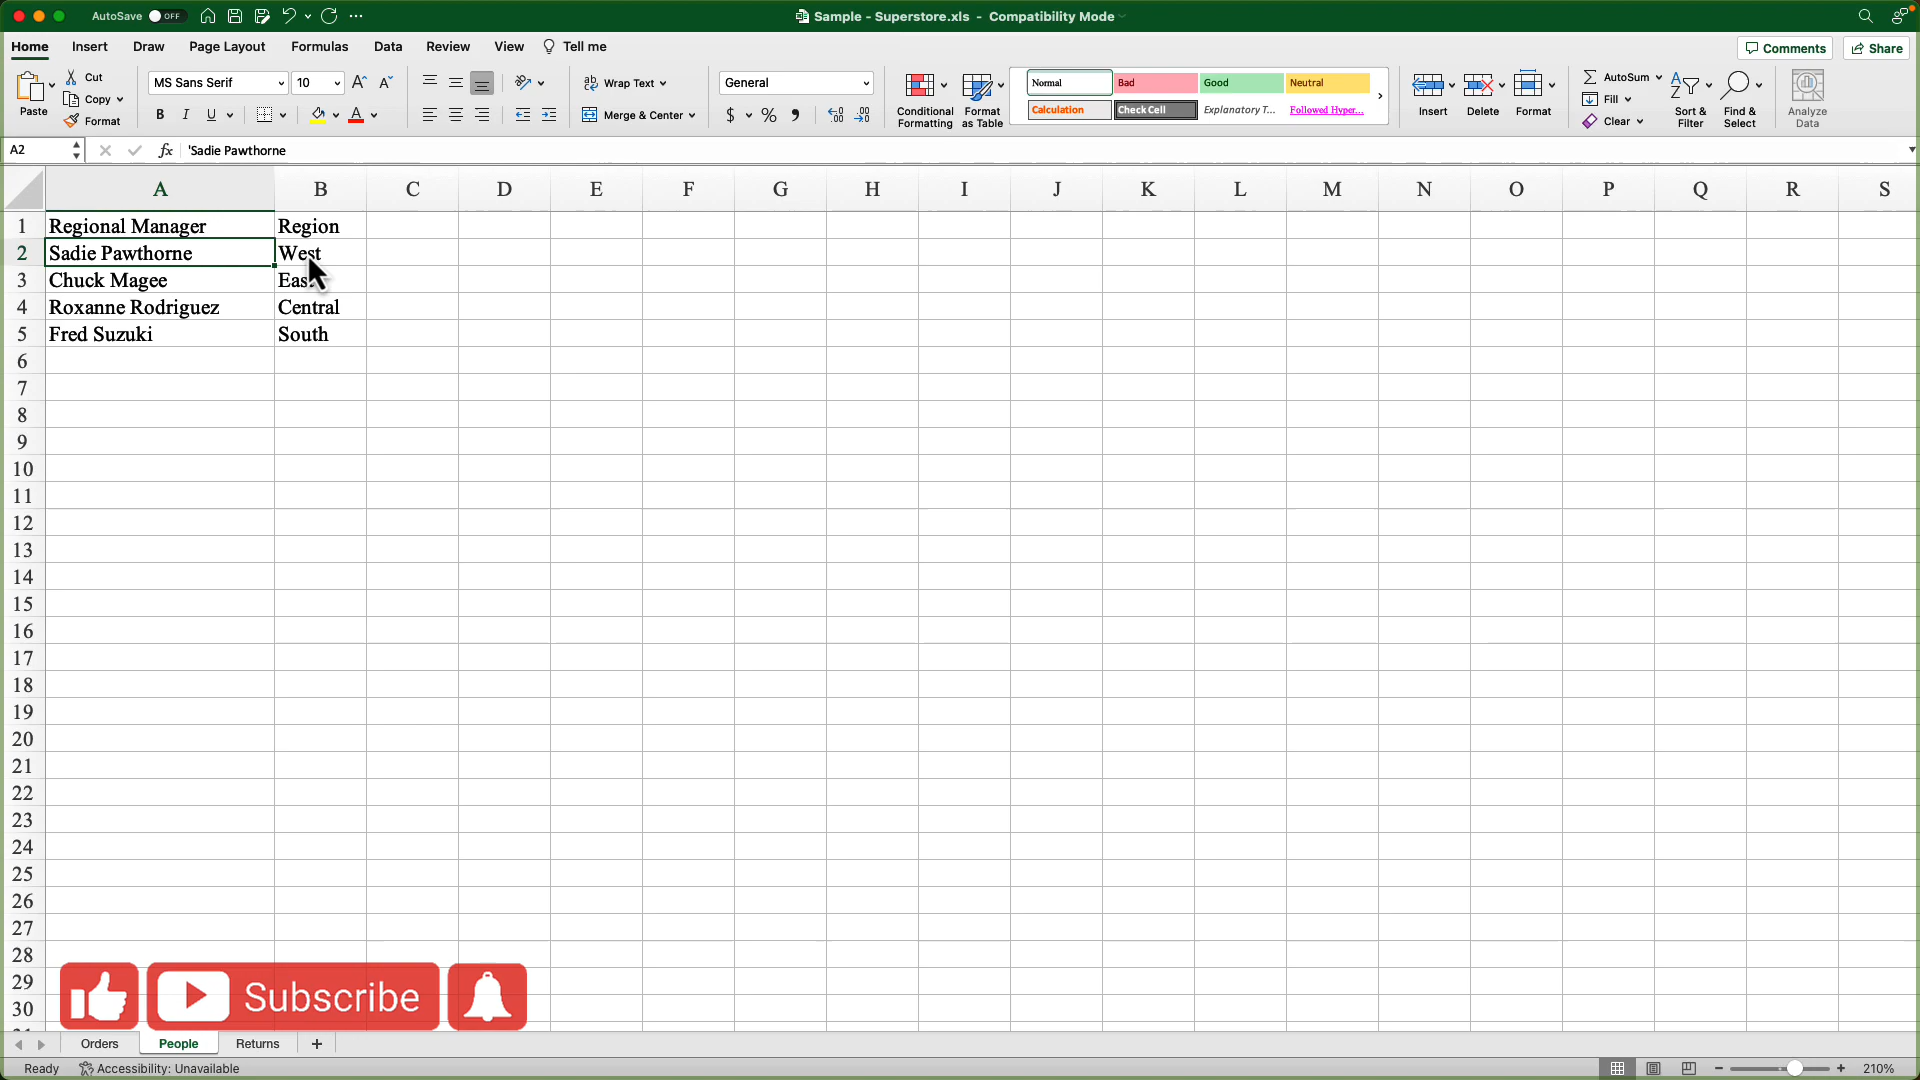 AutoSave OFF
Sample - Superstore.xls - Compatibility Mode
Home Insert Draw Page Layout Formulas Data Review View Tell me
Comments Share
Paste
Cut
Copy
Format
MS Sans Serif 10
B I U
Wrap Text
Merge & Center
General
$ % ,
Conditional Formatting
Format as Table
Normal Bad Good Neutral
Calculation Check Cell Explanatory T... Followed Hyper...
Insert Delete Format
AutoSum
Fill
Clear
Sort & Filter
Find & Select
Analyze Data
A2 fx 'Sadie Pawthorne
A B C D E F G H I J K L M N O P Q R S
1 Regional Manager Region
2 Sadie Pawthorne West
3 Chuck Magee
4 Roxanne Rodriguez Central
5 Fred Suzuki South
6
7
8
9
10
11
12
13
14
15
16
17
18
19
20
21
22
23
24
25
26
27
28
29
30
Subscribe
Orders People Returns +
Ready Accessibility: Unavailable
210%